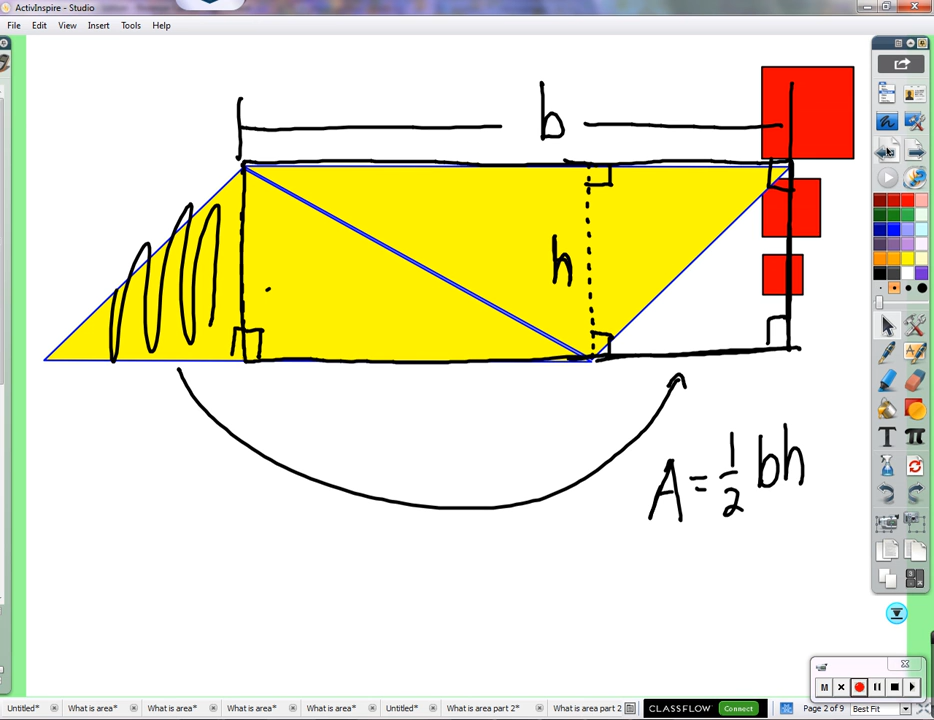 ActivInspire - Studio
File Edit View Insert Tools Help
b
h
A = 1/2 bh
T π
M
Untitled* What is area* What is area* What is area* What is area* Untitled* What is area part 2* What is area part 2 CLASSFLOW Connect Page 2 of 9 Best Fit